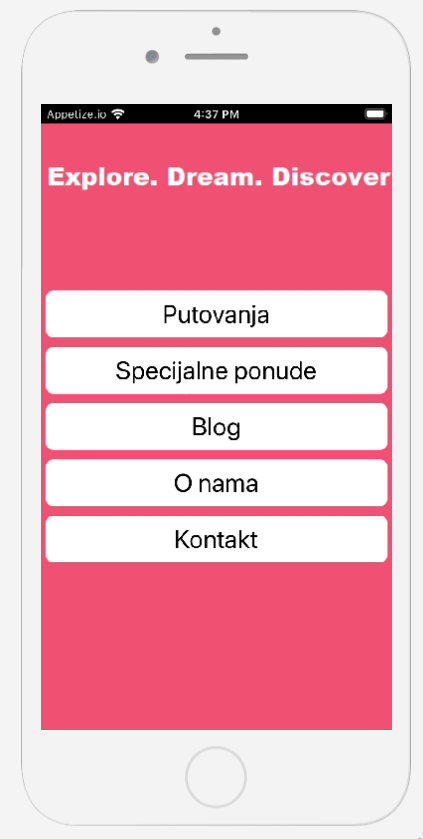 Appetize.io 4:37 PM
Explore. Dream. Discover
Putovanja
Specijalne ponude
Blog
O nama
Kontakt